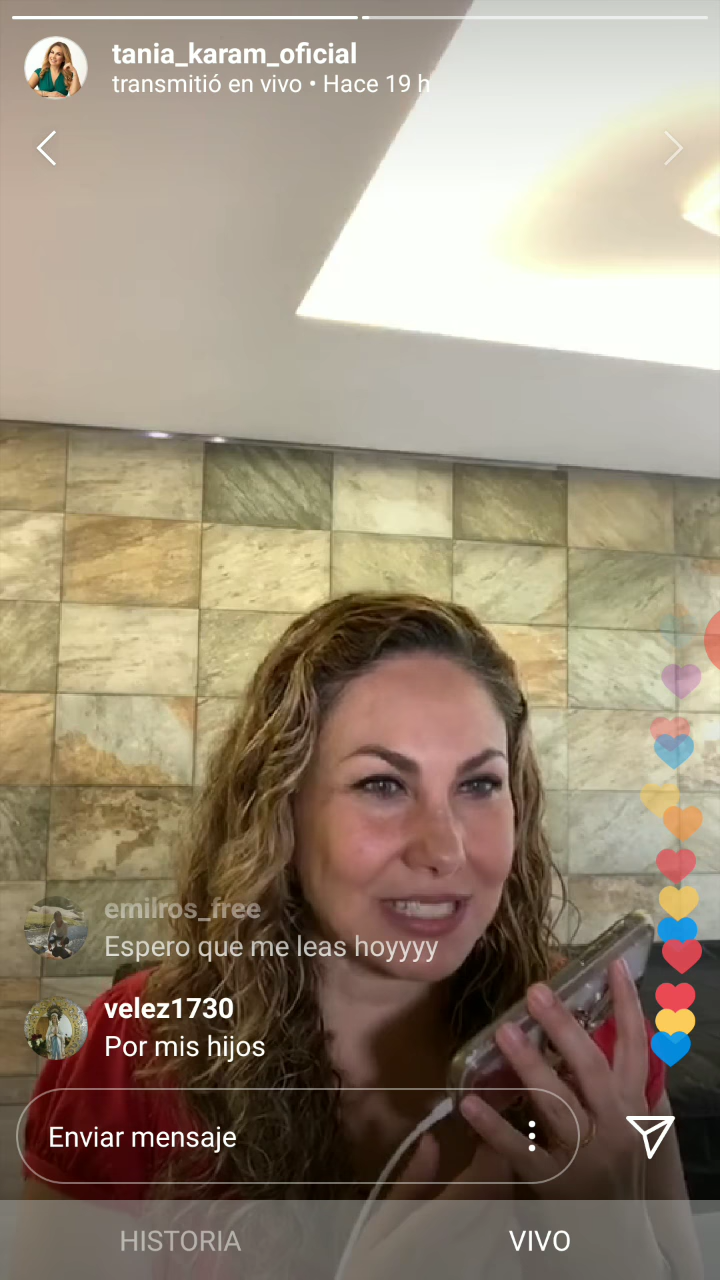 tania_karam_oficial
transmitió en vivo • Hace 19 h
emilros_free
Espero que me leas hoyyyy
velez1730
Por mis hijos
Enviar mensaje
HISTORIA
VIVO